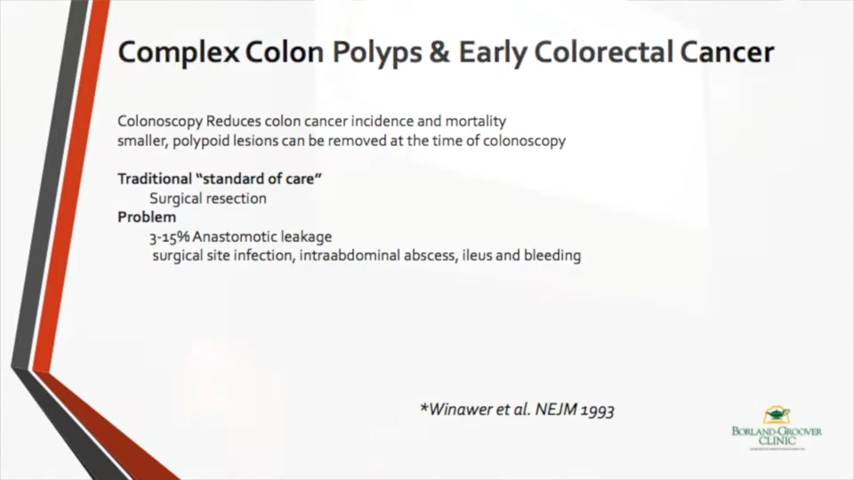 Complex Colon Polyps & Early Colorectal Cancer
Colonoscopy Reduces colon cancer incidence and mortality
smaller, polypoid lesions can be removed at the time of colonoscopy
Traditional “standard of care”
Surgical resection
Problem
3-15% Anastomotic leakage
surgical site infection, intraabdominal abscess, ileus and bleeding
*Winawer et al. NEJM 1993
BORLAND-GROOVER
CLINIC